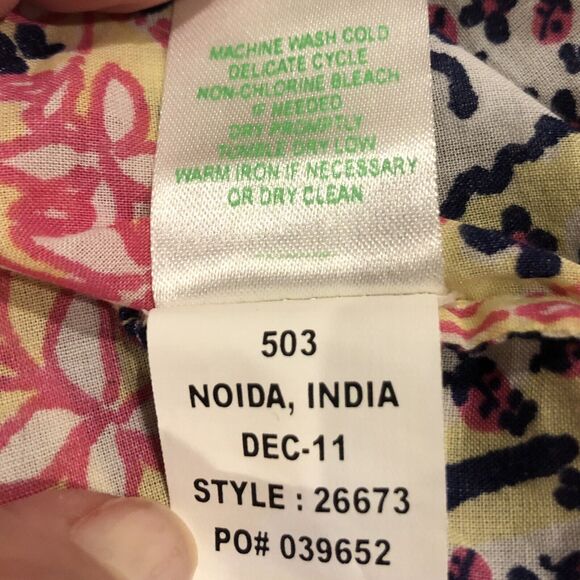 MACHINE WASH COLD
DELICATE CYCLE
NON-CHLORINE BLEACH
IF NEEDED
DRY PROMPTLY
TUMBLE DRY LOW
WARM IRON IF NECESSARY
OR DRY CLEAN
503
NOIDA, INDIA
DEC-11
STYLE : 26673
PO# 039652